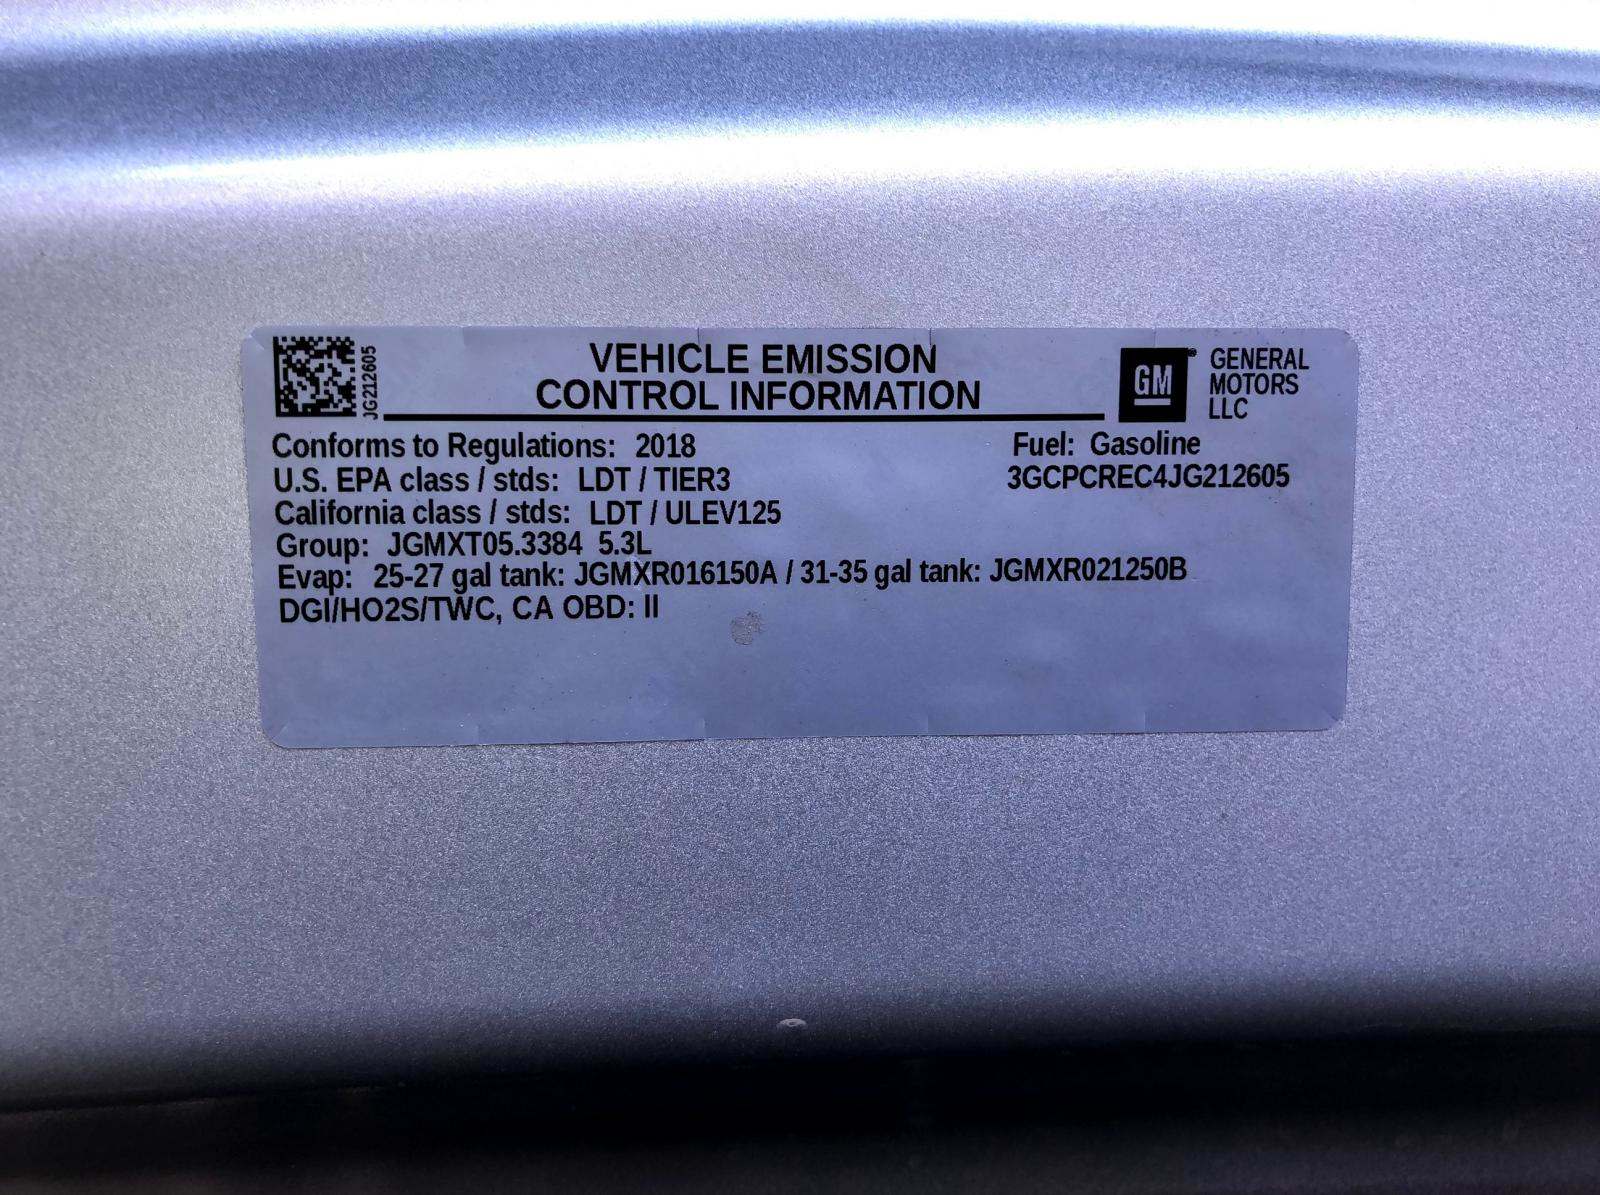 JG212605
VEHICLE EMISSION
CONTROL INFORMATION
GM
GENERAL
MOTORS
LLC
Conforms to Regulations: 2018
Fuel: Gasoline
U.S. EPA class / stds: LDT / TIER3
3GCPCREC4JG212605
California class / stds: LDT / ULEV125
Group: JGMXT05.3384 5.3L
Evap: 25-27 gal tank: JGMXR016150A / 31-35 gal tank: JGMXR021250B
DGI/HO2S/TWC, CA OBD: II